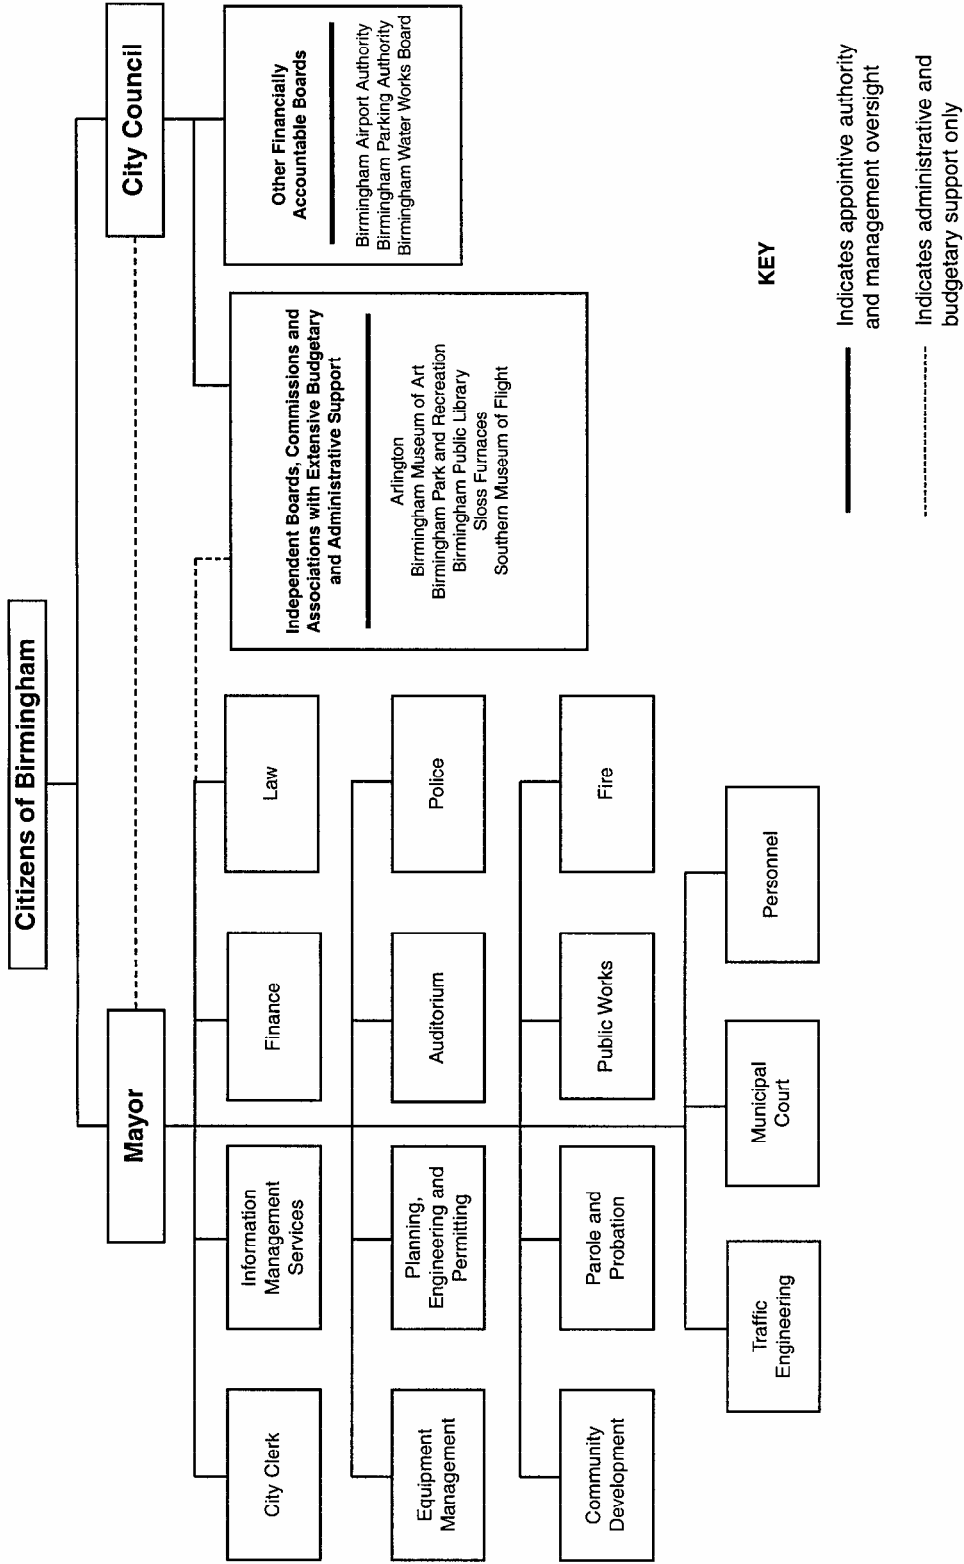 Citizens of Birmingham
Mayor
City Council
City Clerk
Information
Management
Services
Finance
Law
Independent Boards, Commissions and
Associations with Extensive Budgetary
and Administrative Support
Arlington
Birmingham Museum of Art
Birmingham Park and Recreation
Birmingham Public Library
Sloss Furnaces
Southern Museum of Flight
Other Financially
Accountable Boards
Birmingham Airport Authority
Birmingham Parking Authority
Birmingham Water Works Board
Equipment
Management
Planning,
Engineering and
Permitting
Auditorium
Police
Community
Development
Parole and
Probation
Public Works
Fire
Traffic
Engineering
Municipal
Court
Personnel
KEY
Indicates appointive authority
and management oversight
Indicates administrative and
budgetary support only